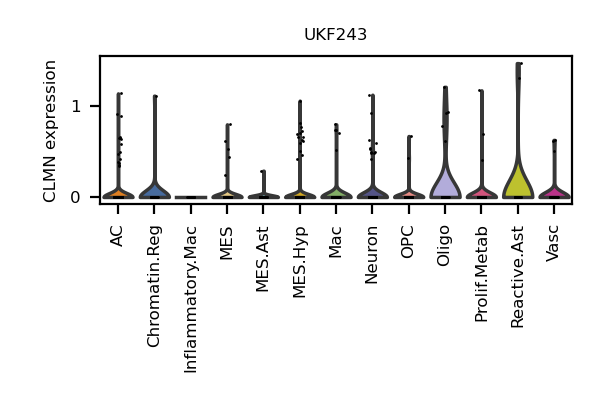 UKF243
CLMN expression
1
0
AC
Chromatin.Reg
Inflammatory.Mac
MES
MES.Ast
MES.Hyp
Mac
Neuron
OPC
Oligo
Prolif.Metab
Reactive.Ast
Vasc